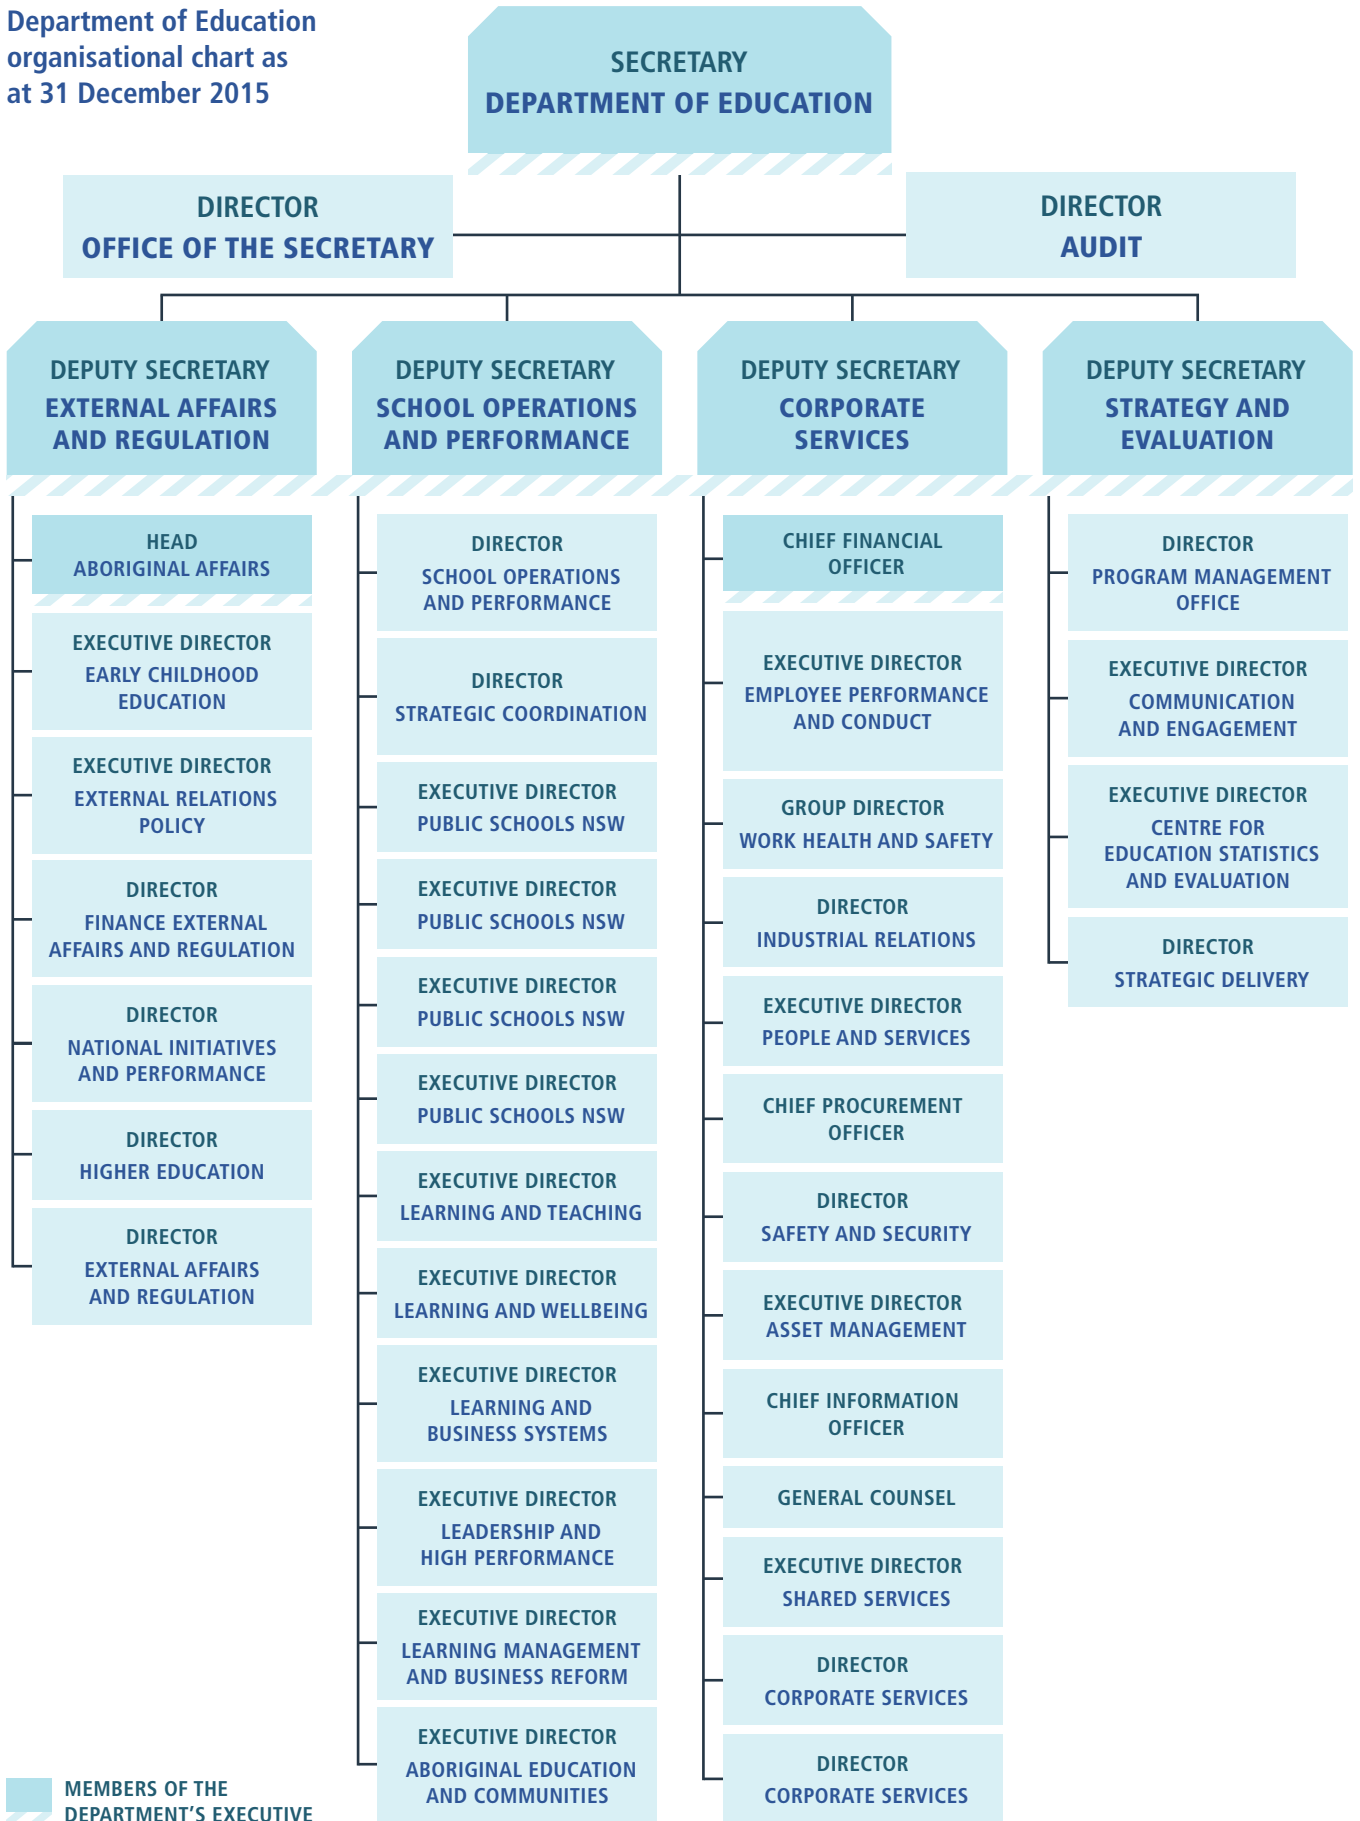 Department of Education
organisational chart as
at 31 December 2015
SECRETARY
DEPARTMENT OF EDUCATION
DIRECTOR
OFFICE OF THE SECRETARY
DIRECTOR
AUDIT
DEPUTY SECRETARY
EXTERNAL AFFAIRS
AND REGULATION
HEAD
ABORIGINAL AFFAIRS
EXECUTIVE DIRECTOR
EARLY CHILDHOOD
EDUCATION
EXECUTIVE DIRECTOR
EXTERNAL RELATIONS
POLICY
DIRECTOR
FINANCE EXTERNAL
AFFAIRS AND REGULATION
DIRECTOR
NATIONAL INITIATIVES
AND PERFORMANCE
DIRECTOR
HIGHER EDUCATION
DIRECTOR
EXTERNAL AFFAIRS
AND REGULATION
DEPUTY SECRETARY
SCHOOL OPERATIONS
AND PERFORMANCE
DIRECTOR
SCHOOL OPERATIONS
AND PERFORMANCE
DIRECTOR
STRATEGIC COORDINATION
EXECUTIVE DIRECTOR
PUBLIC SCHOOLS NSW
EXECUTIVE DIRECTOR
PUBLIC SCHOOLS NSW
EXECUTIVE DIRECTOR
PUBLIC SCHOOLS NSW
EXECUTIVE DIRECTOR
PUBLIC SCHOOLS NSW
EXECUTIVE DIRECTOR
LEARNING AND TEACHING
EXECUTIVE DIRECTOR
LEARNING AND WELLBEING
EXECUTIVE DIRECTOR
LEARNING AND
BUSINESS SYSTEMS
EXECUTIVE DIRECTOR
LEADERSHIP AND
HIGH PERFORMANCE
EXECUTIVE DIRECTOR
LEARNING MANAGEMENT
AND BUSINESS REFORM
EXECUTIVE DIRECTOR
ABORIGINAL EDUCATION
AND COMMUNITIES
DEPUTY SECRETARY
CORPORATE
SERVICES
CHIEF FINANCIAL
OFFICER
EXECUTIVE DIRECTOR
EMPLOYEE PERFORMANCE
AND CONDUCT
GROUP DIRECTOR
WORK HEALTH AND SAFETY
DIRECTOR
INDUSTRIAL RELATIONS
EXECUTIVE DIRECTOR
PEOPLE AND SERVICES
CHIEF PROCUREMENT
OFFICER
DIRECTOR
SAFETY AND SECURITY
EXECUTIVE DIRECTOR
ASSET MANAGEMENT
CHIEF INFORMATION
OFFICER
GENERAL COUNSEL
EXECUTIVE DIRECTOR
SHARED SERVICES
DIRECTOR
CORPORATE SERVICES
DIRECTOR
CORPORATE SERVICES
DEPUTY SECRETARY
STRATEGY AND
EVALUATION
DIRECTOR
PROGRAM MANAGEMENT
OFFICE
EXECUTIVE DIRECTOR
COMMUNICATION
AND ENGAGEMENT
EXECUTIVE DIRECTOR
CENTRE FOR
EDUCATION STATISTICS
AND EVALUATION
DIRECTOR
STRATEGIC DELIVERY
MEMBERS OF THE
DEPARTMENT'S EXECUTIVE